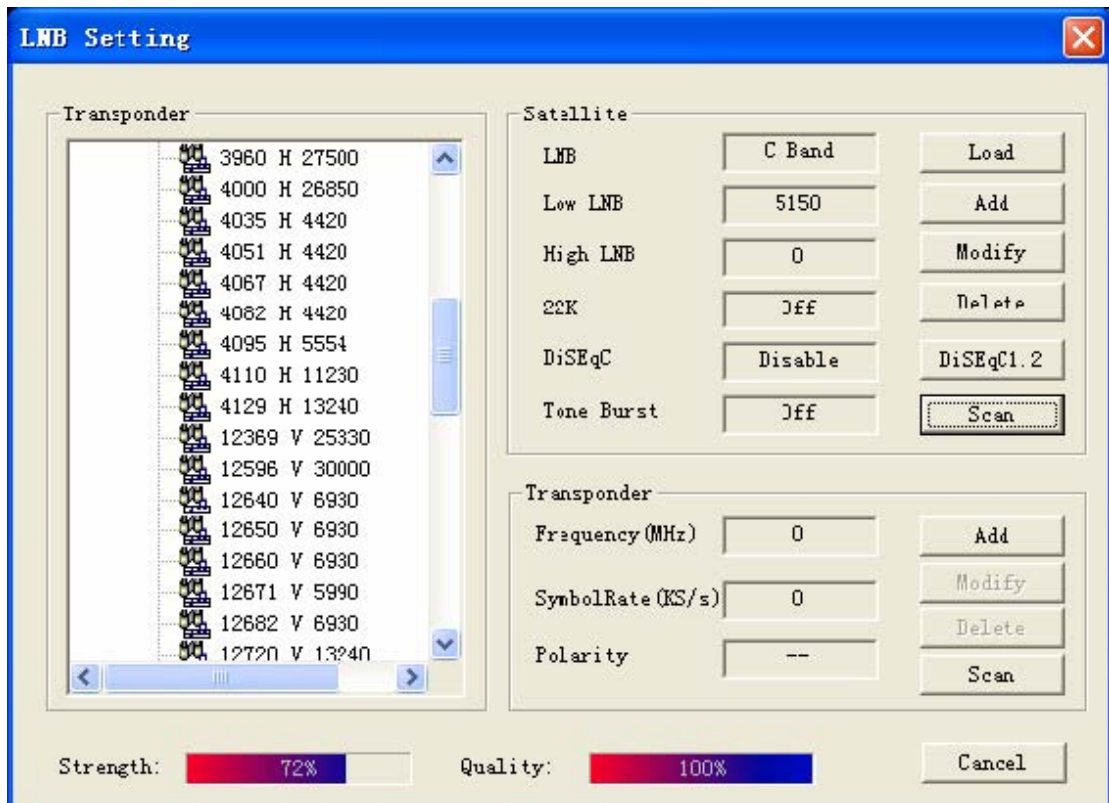 LNB Setting
Transponder
3960 H 27500
4000 H 26850
4035 H 4420
4051 H 4420
4067 H 4420
4082 H 4420
4095 H 5554
4110 H 11230
4129 H 13240
12369 V 25330
12596 V 30000
12640 V 6930
12650 V 6930
12660 V 6930
12671 V 5990
12682 V 6930
12720 V 13240
Satellite
LNB C Band Load
Low LNB 5150 Add
High LNB 0 Modify
22K Off Delete
DiSEqC Disable DiSEqC1.2
Tone Burst Off Scan
Transponder
Frequency(MHz) 0 Add
Modify
SymbolRate(KS/s) 0
Delete
Polarity --
Scan
Strength: 72% Quality: 100% Cancel